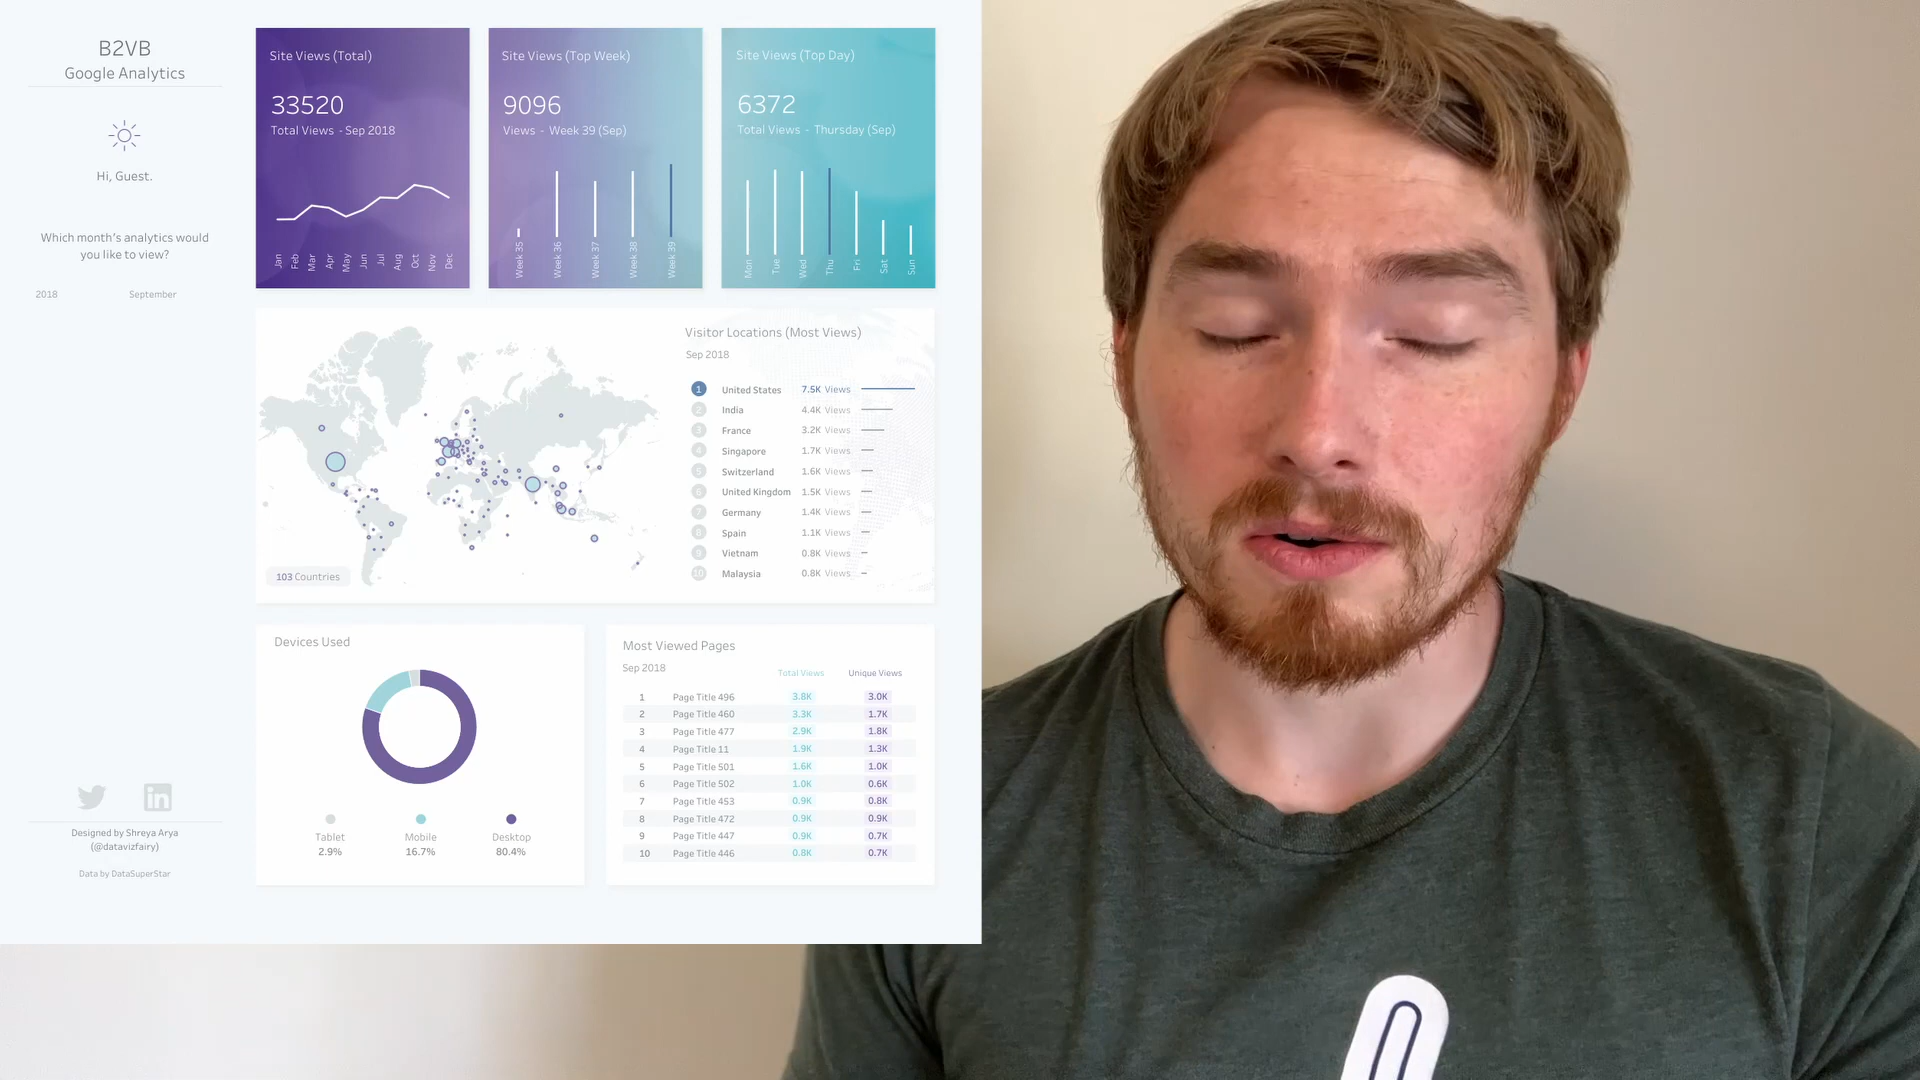 B2VB
Google Analytics
Hi, Guest.
Which month's analytics would
you like to view?
2018 September
Designed by Shreya Arya
(@datavizfairy)
Data by DataSuperStar
Site Views (Total)
33520
Total Views - Sep 2018
Jan Feb Mar Apr May Jun Jul Aug Oct Nov Dec
Site Views (Top Week)
9096
Views - Week 39 (Sep)
Week 35 Week 36 Week 37 Week 38 Week 39
Site Views (Top Day)
6372
Total Views - Thursday (Sep)
Mon Tue Wed Thu Fri Sat Sun
103 Countries
Visitor Locations (Most Views)
Sep 2018
1 United States 7.5K Views
2 India 4.4K Views
3 France 3.2K Views
4 Singapore 1.7K Views
5 Switzerland 1.6K Views
6 United Kingdom 1.5K Views
7 Germany 1.4K Views
8 Spain 1.1K Views
9 Vietnam 0.8K Views
10 Malaysia 0.8K Views
Devices Used
Tablet Mobile Desktop
2.9% 16.7% 80.4%
Most Viewed Pages
Sep 2018
Total Views Unique Views
1 Page Title 496 3.8K 3.0K
2 Page Title 460 3.3K 1.7K
3 Page Title 477 2.9K 1.8K
4 Page Title 11 1.9K 1.3K
5 Page Title 501 1.6K 1.0K
6 Page Title 502 1.0K 0.6K
7 Page Title 453 0.9K 0.8K
8 Page Title 472 0.9K 0.9K
9 Page Title 447 0.9K 0.7K
10 Page Title 446 0.8K 0.7K